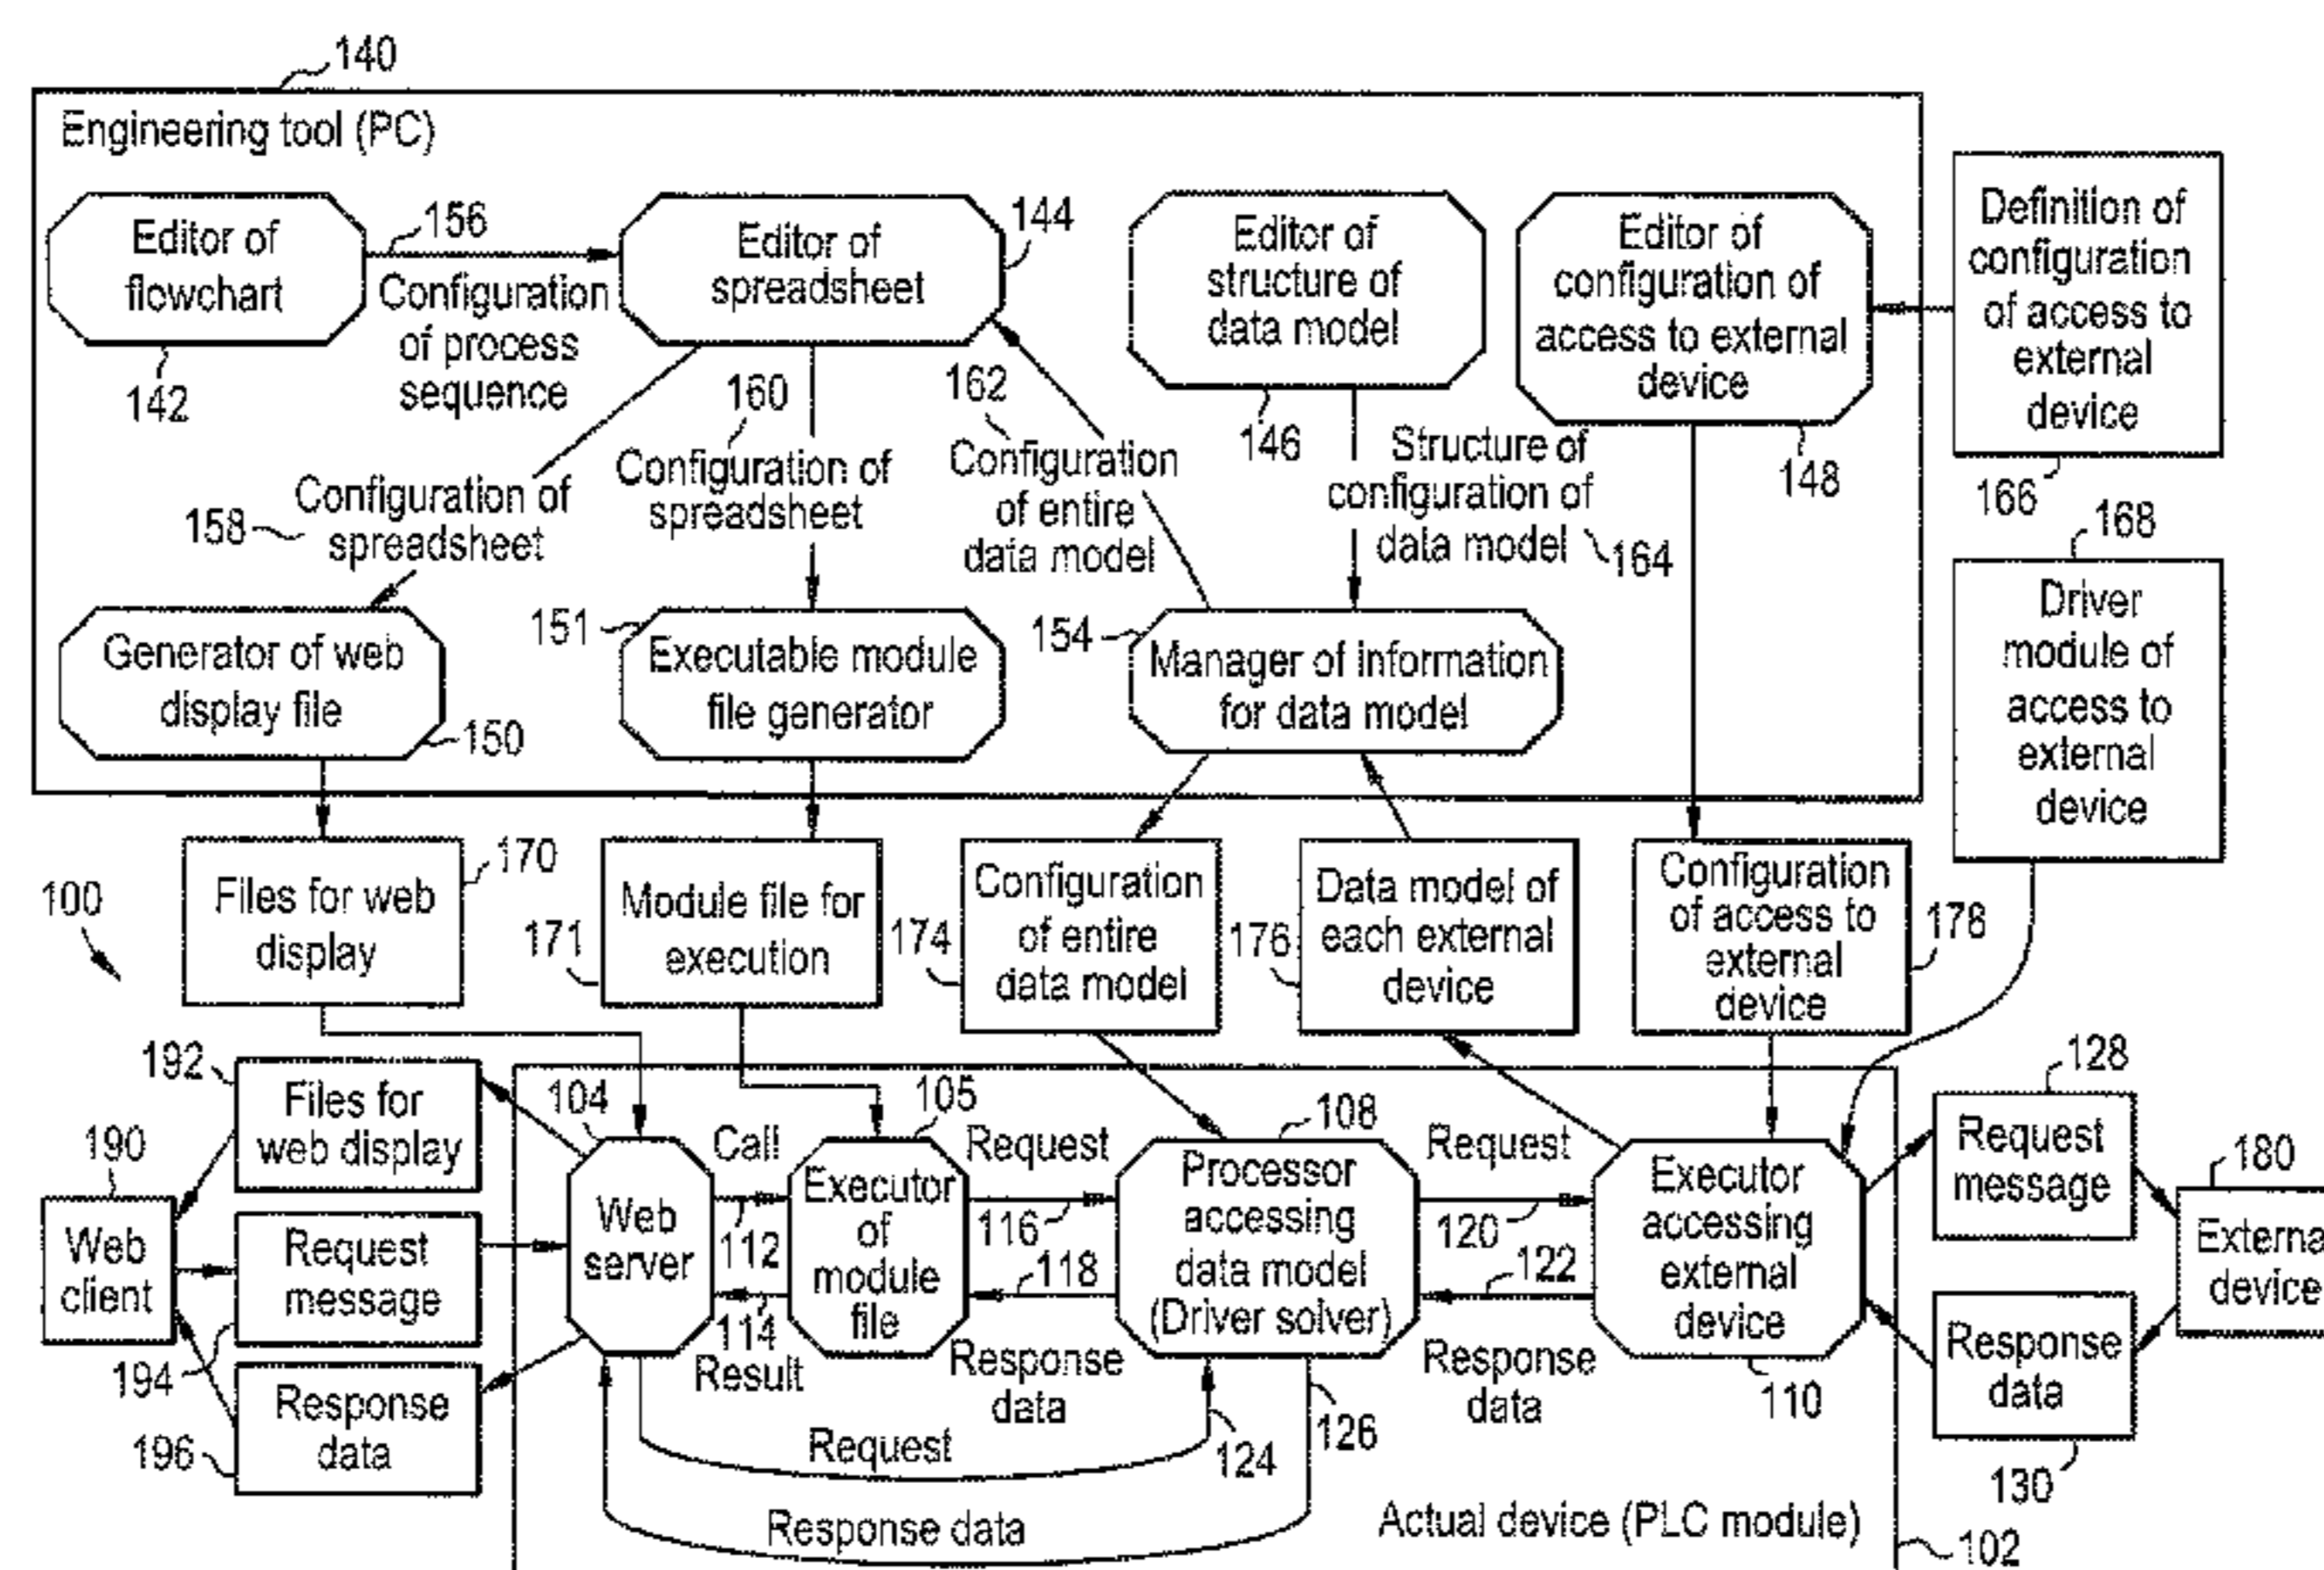 140
Engineering tool (PC)
Editor of
flowchart
142
156
Configuration
of process
sequence
Editor of
spreadsheet
144
Editor of
structure of
data model
146
Editor of
configuration of
access to external
device
148
Definition of
configuration
of access to
external
device
166
158
Configuration of
spreadsheet
160
Configuration of
spreadsheet
162
Configuration
of entire
data model
Structure of
configuration of
data model
164
168
Driver
module of
access to
external
device
Generator of web
display file
150
151
Executable module
file generator
154
Manager of information
for data model
100
Files for web
display
170
171
Module file for
execution
174
Configuration
of entire
data model
176
Data model of
each external
device
Configuration
of access to
external
device
178
192
Files for
web display
190
Web
client
Request
message
194
Response
data
196
104
Web
server
Call
112
114
Result
105
Executor
of
module
file
Request
116
118
Response
data
108
Processor
accessing
data model
(Driver solver)
Request
120
122
Response
data
Executor
accessing
external
device
110
128
Request
message
180
Externa
device
Response
data
130
Request
124
126
Response data
Actual device (PLC module)
102